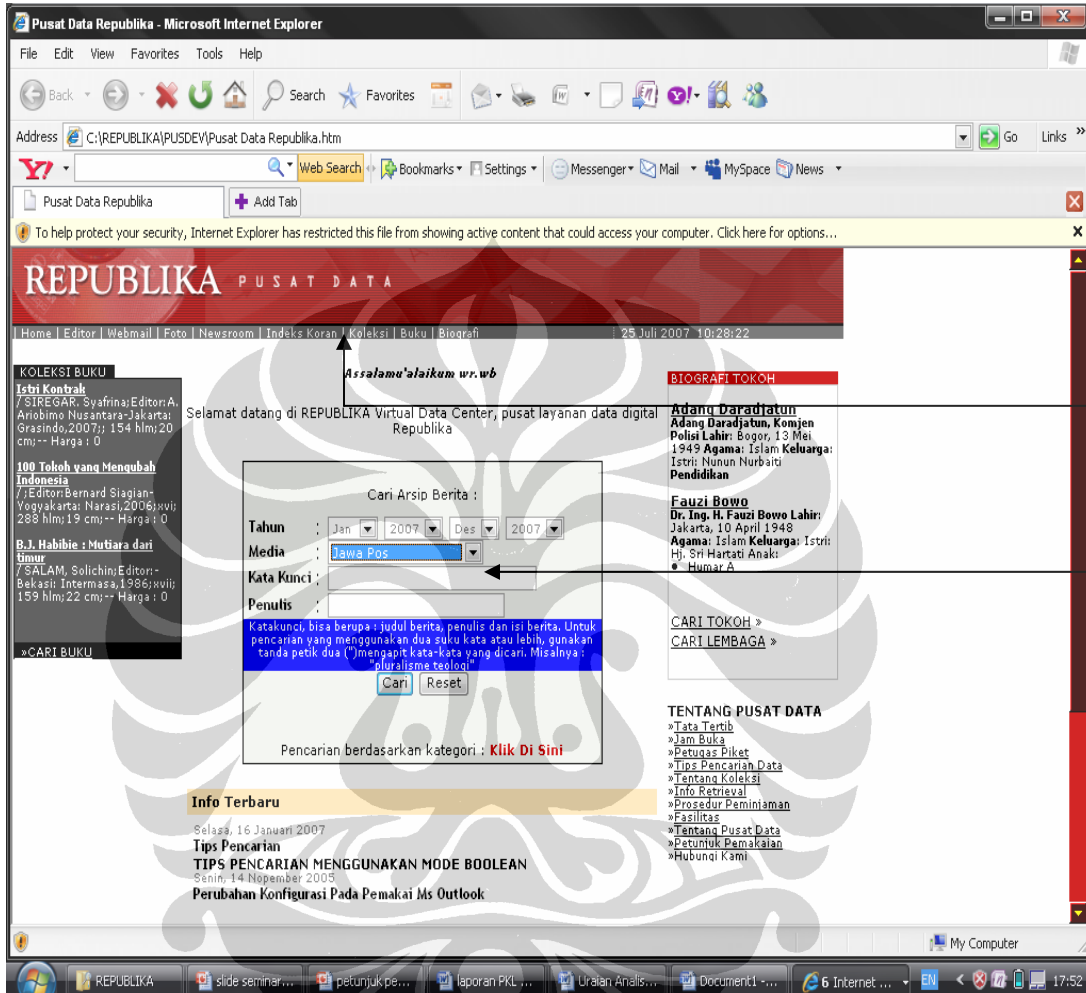 Pusat Data Republika - Microsoft Internet Explorer
File Edit View Favorites Tools Help
Back Search Favorites
Address C:\REPUBLIKA\PUSDEV\Pusat Data Republika.htm Go Links »
Y! Web Search Bookmarks Settings Messenger Mail MySpace News
Pusat Data Republika Add Tab
To help protect your security, Internet Explorer has restricted this file from showing active content that could access your computer. Click here for options...
REPUBLIKA PUSAT DATA
| Home | Editor | Webmail | Foto | Newsroom | Indeks Koran | Koleksi | Buku | Biografi 25 Juli 2007 10:28:22
KOLEKSI BUKU
Istri Kontrak
/ SIREGAR. Syafrina;Editor:A.
Ariobimo Nusantara-Jakarta:
Grasindo,2007;; 154 hlm;20
cm;-- Harga : 0
100 Tokoh yang Mengubah
Indonesia
/;Editor:Bernard Siagian-
Yogyakarta: Narasi,2006;xvi;
288 hlm;19 cm;-- Harga : 0
B.J. Habibie : Mutiara dari
timur
/ SALAM, Solichin;Editor:-
Bekasi: Intermasa,1986;xvii;
159 hlm;22 cm;-- Harga : 0
»CARI BUKU
Assalamu'alaikum wr.wb
Selamat datang di REPUBLIKA Virtual Data Center, pusat layanan data digital
Republika
Cari Arsip Berita :
Tahun : Jan 2007 Des 2007
Media : Jawa Pos
Kata Kunci :
Penulis :
Katakunci, bisa berupa : judul berita, penulis dan isi berita. Untuk
pencarian yang menggunakan dua suku kata atau lebih, gunakan
tanda petik dua (")mengapit kata-kata yang dicari. Misalnya :
"pluralisme teologi"
Cari Reset
Pencarian berdasarkan kategori : Klik Di Sini
Info Terbaru
Selasa, 16 Januari 2007
Tips Pencarian
TIPS PENCARIAN MENGGUNAKAN MODE BOOLEAN
Senin, 14 Nopember 2005
Perubahan Konfigurasi Pada Pemakai Ms Outlook
BIOGRAFI TOKOH
Adang Daradjatun
Adang Daradjatun, Komjen
Polisi Lahir: Bogor, 13 Mei
1949 Agama: Islam Keluarga:
Istri: Nunun Nurbaiti
Pendidikan
Fauzi Bowo
Dr. Ing. H. Fauzi Bowo Lahir:
Jakarta, 10 April 1948
Agama: Islam Keluarga: Istri:
Hj. Sri Hartati Anak:
• Humar A
CARI TOKOH »
CARI LEMBAGA »
TENTANG PUSAT DATA
»Tata Tertib
»Jam Buka
»Petugas Piket
»Tips Pencarian Data
»Tentang Koleksi
»Info Retrieval
»Prosedur Peminjaman
»Fasilitas
»Tentang Pusat Data
»Petunjuk Pemakaian
»Hubungi Kami
My Computer
REPUBLIKA slide seminar... petunjuk pe... laporan PKL ... Uraian Analis... Document1 -... 6 Internet ... EN 17:52